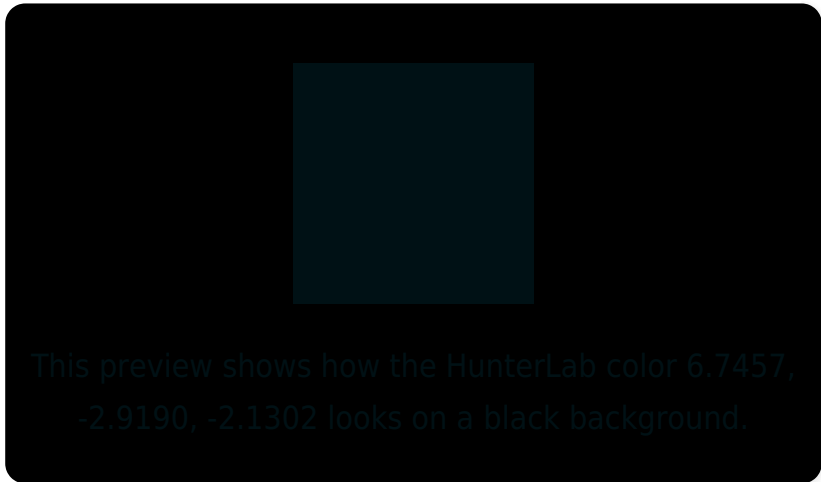 This preview shows how the HunterLab color 6.7457,
-2.9190, -2.1302 looks on a black background.